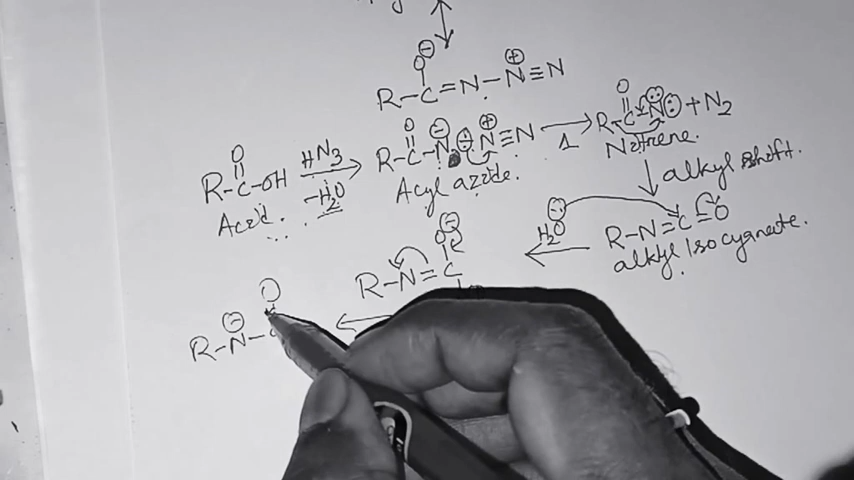 O⊖
R-C=N-N⊕≡N
O
R-C-OH
Acid.
HN3
-H2O
O ⊖ ⊕
R-C-N-N≡N
Acyl azide.
Δ
O
R-C-N: + N2
Nitrene.
alkyl shift.
H2O
R-N=C=O
alkyl Isocyanate.
O⊖
R-N=C
O
R-N⊖-C